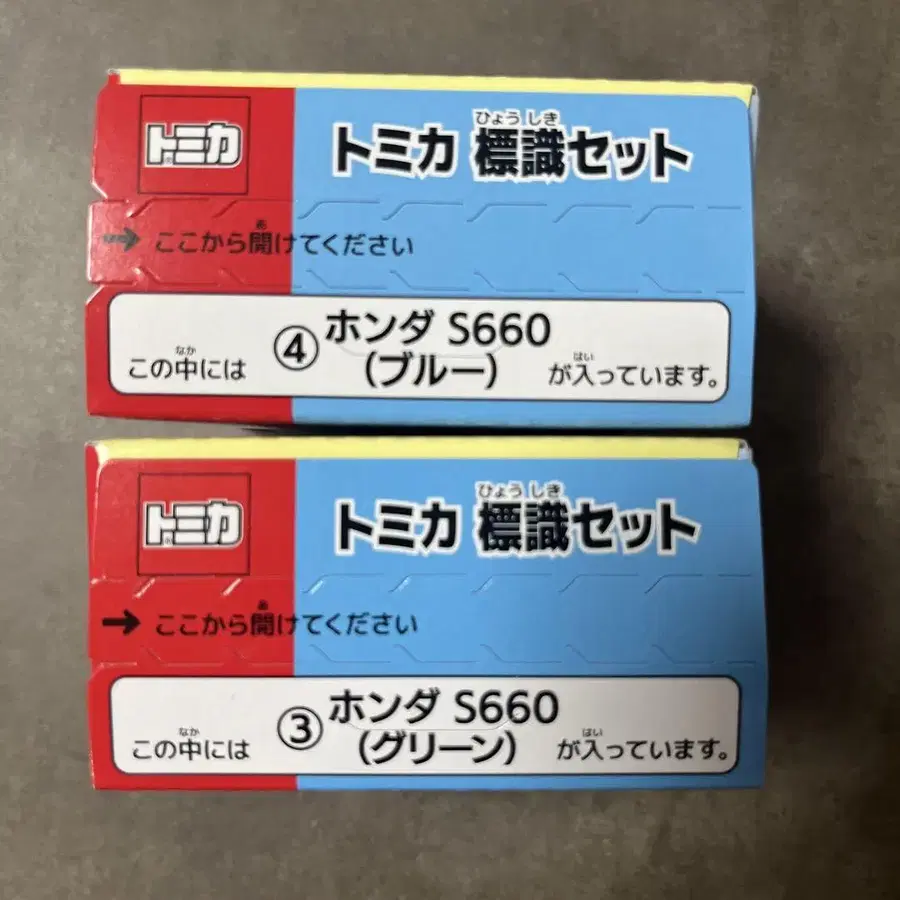 トミカ
ひょうしき
トミカ 標識セット
あ
→ ここから開けてください
ホンダ S660
なか
はい
この中には ④ (ブルー) が入っています。
トミカ
ひょうしき
トミカ 標識セット
あ
→ ここから開けてください
ホンダ S660
なか
はい
この中には ③ (グリーン) が入っています。